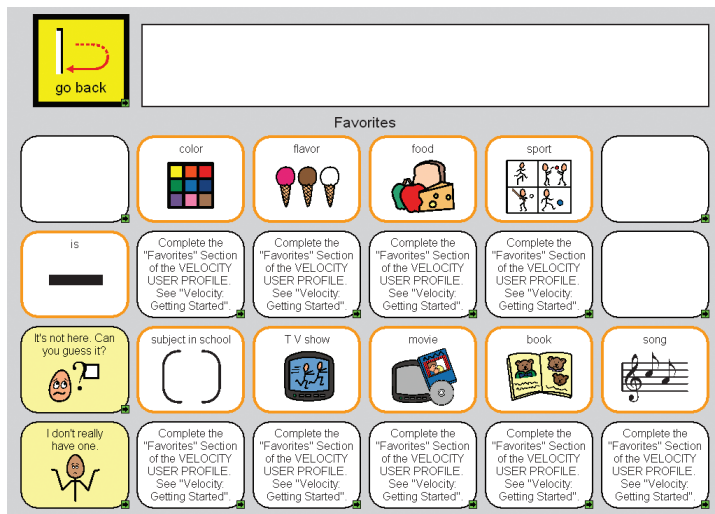 go back
Favorites
color
flavor
food
sport
is
Complete the
"Favorites" Section
of the VELOCITY
USER PROFILE.
See "Velocity:
Getting Started".
Complete the
"Favorites" Section
of the VELOCITY
USER PROFILE.
See "Velocity:
Getting Started".
Complete the
"Favorites" Section
of the VELOCITY
USER PROFILE.
See "Velocity:
Getting Started".
Complete the
"Favorites" Section
of the VELOCITY
USER PROFILE.
See "Velocity:
Getting Started".
It's not here. Can
you guess it?
subject in school
T V show
movie
book
song
I don't really
have one.
Complete the
"Favorites" Section
of the VELOCITY
USER PROFILE.
See "Velocity:
Getting Started".
Complete the
"Favorites" Section
of the VELOCITY
USER PROFILE.
See "Velocity:
Getting Started".
Complete the
"Favorites" Section
of the VELOCITY
USER PROFILE.
See "Velocity:
Getting Started".
Complete the
"Favorites" Section
of the VELOCITY
USER PROFILE.
See "Velocity:
Getting Started".
Complete the
"Favorites" Section
of the VELOCITY
USER PROFILE.
See "Velocity:
Getting Started".